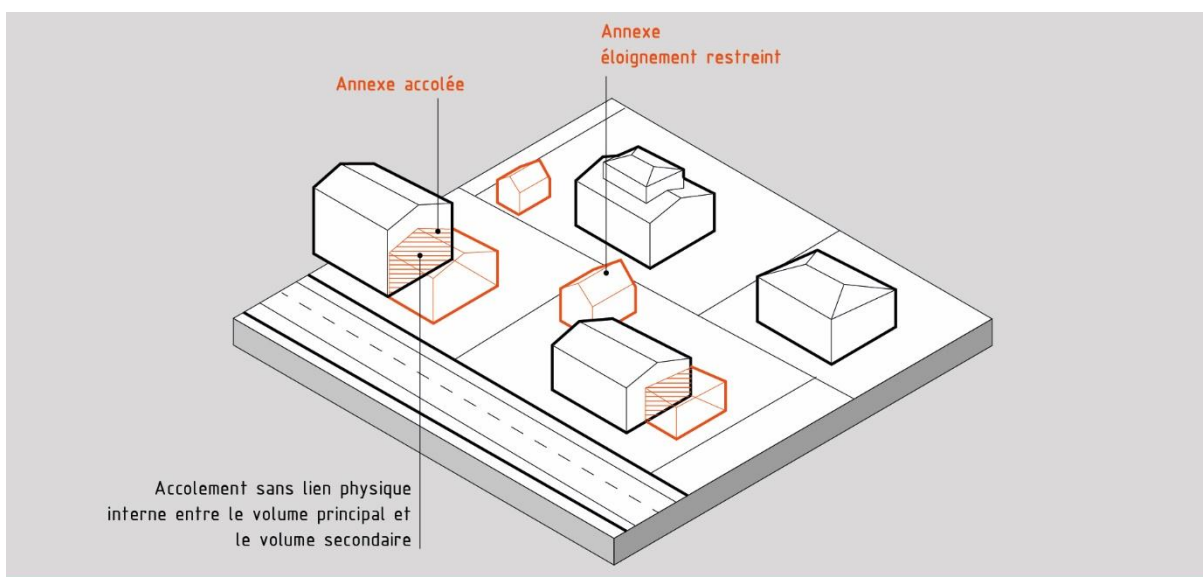 Annexe
éloignement restreint
Annexe accolée
Accolement sans lien physique
interne entre le volume principal et
le volume secondaire